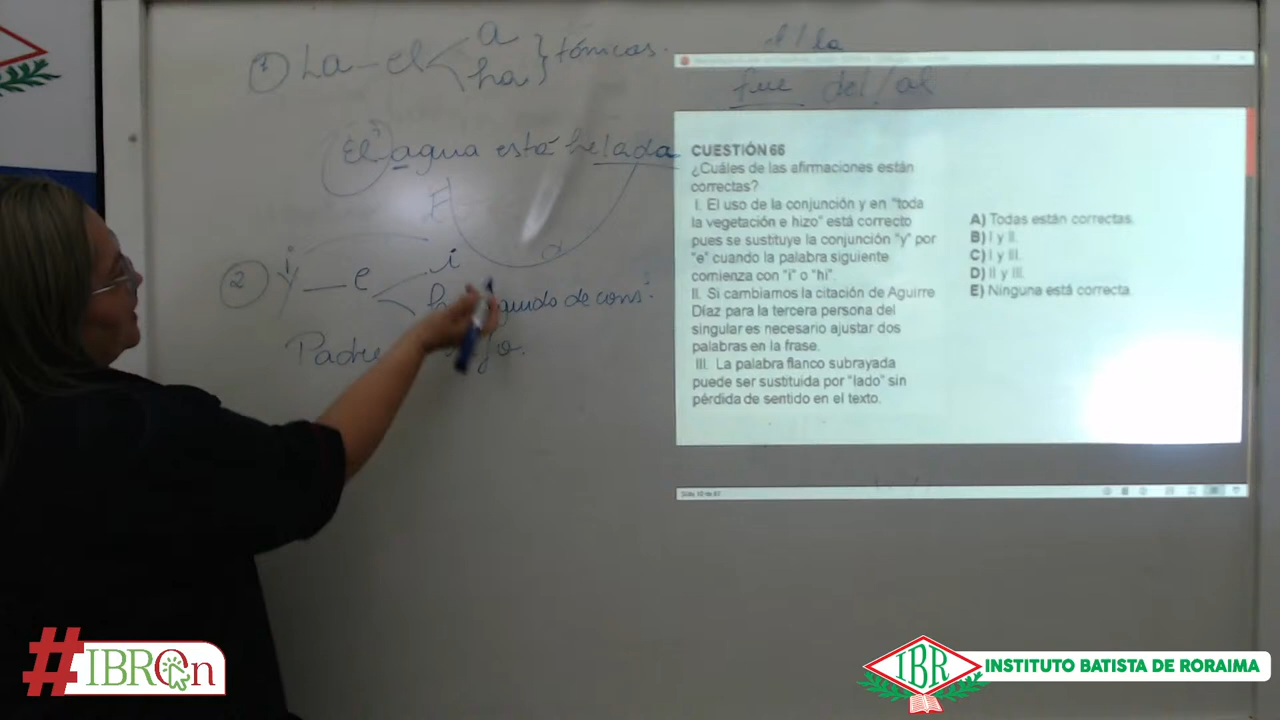 1) La - el a
ha } tónicas.
el/la
fue del/al
El agua está helada
2) y - e i
i
seguido de cons.
Padre
CUESTIÓN 66
¿Cuáles de las afirmaciones están
correctas?
I. El uso de la conjunción y en "toda
la vegetación e hizo" está correcto
pues se sustituye la conjunción "y" por
"e" cuando la palabra siguiente
comienza con "i" o "hi".
II. Si cambiamos la citación de Aguirre
Díaz para la tercera persona del
singular es necesario ajustar dos
palabras en la frase.
III. La palabra flanco subrayada
puede ser sustituida por "lado" sin
pérdida de sentido en el texto.
A) Todas están correctas.
B) I y II.
C) I y III.
D) II y III.
E) Ninguna está correcta.
#IBROn
IBR INSTITUTO BATISTA DE RORAIMA